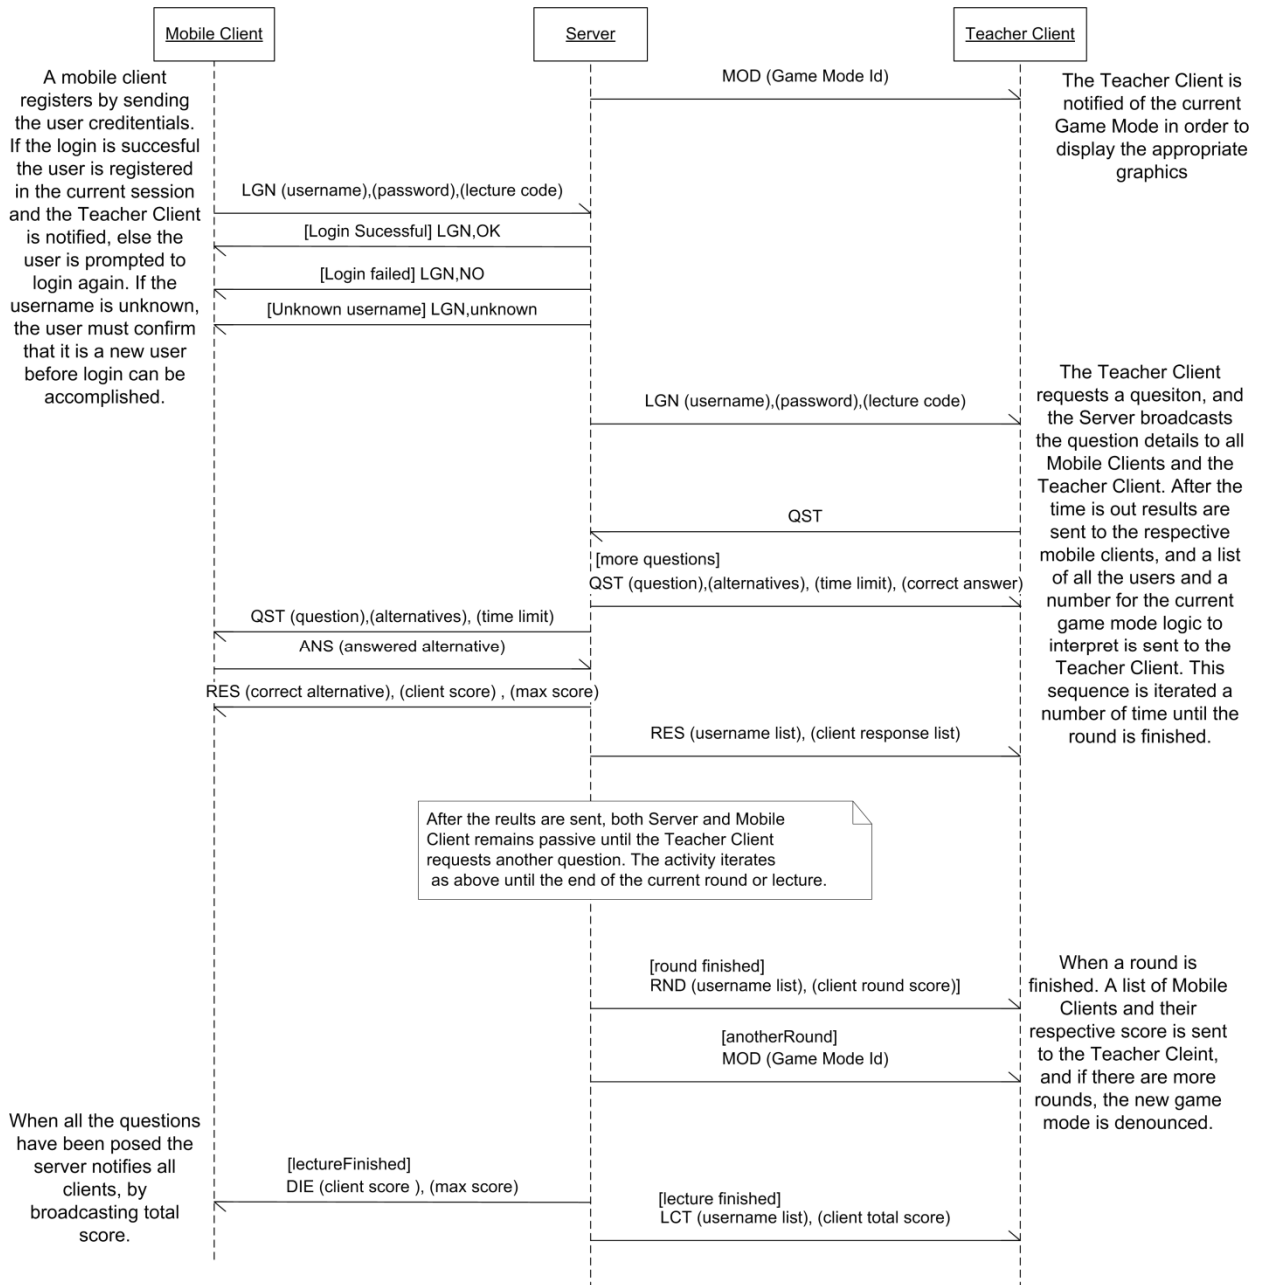 Mobile Client
Server
Teacher Client
MOD (Game Mode Id)
The Teacher Client is
notified of the current
Game Mode in order to
display the appropriate
graphics
A mobile client
registers by sending
the user creditentials.
If the login is succesful
the user is registered
in the current session
and the Teacher Client
is notified, else the
user is prompted to
login again. If the
username is unknown,
the user must confirm
that it is a new user
before login can be
accomplished.
LGN (username),(password),(lecture code)
[Login Sucessful] LGN,OK
[Login failed] LGN,NO
[Unknown username] LGN,unknown
LGN (username),(password),(lecture code)
The Teacher Client
requests a quesiton, and
the Server broadcasts
the question details to all
Mobile Clients and the
Teacher Client. After the
time is out results are
sent to the respective
mobile clients, and a list
of all the users and a
number for the current
game mode logic to
interpret is sent to the
Teacher Client. This
sequence is iterated a
number of time until the
round is finished.
QST
[more questions]
QST (question),(alternatives), (time limit), (correct answer)
QST (question),(alternatives), (time limit)
ANS (answered alternative)
RES (correct alternative), (client score) , (max score)
RES (username list), (client response list)
After the reults are sent, both Server and Mobile
Client remains passive until the Teacher Client
requests another question. The activity iterates
as above until the end of the current round or lecture.
[round finished]
RND (username list), (client round score)]
[anotherRound]
MOD (Game Mode Id)
When a round is
finished. A list of Mobile
Clients and their
respective score is sent
to the Teacher Cleint,
and if there are more
rounds, the new game
mode is denounced.
When all the questions
have been posed the
server notifies all
clients, by
broadcasting total
score.
[lectureFinished]
DIE (client score ), (max score)
[lecture finished]
LCT (username list), (client total score)